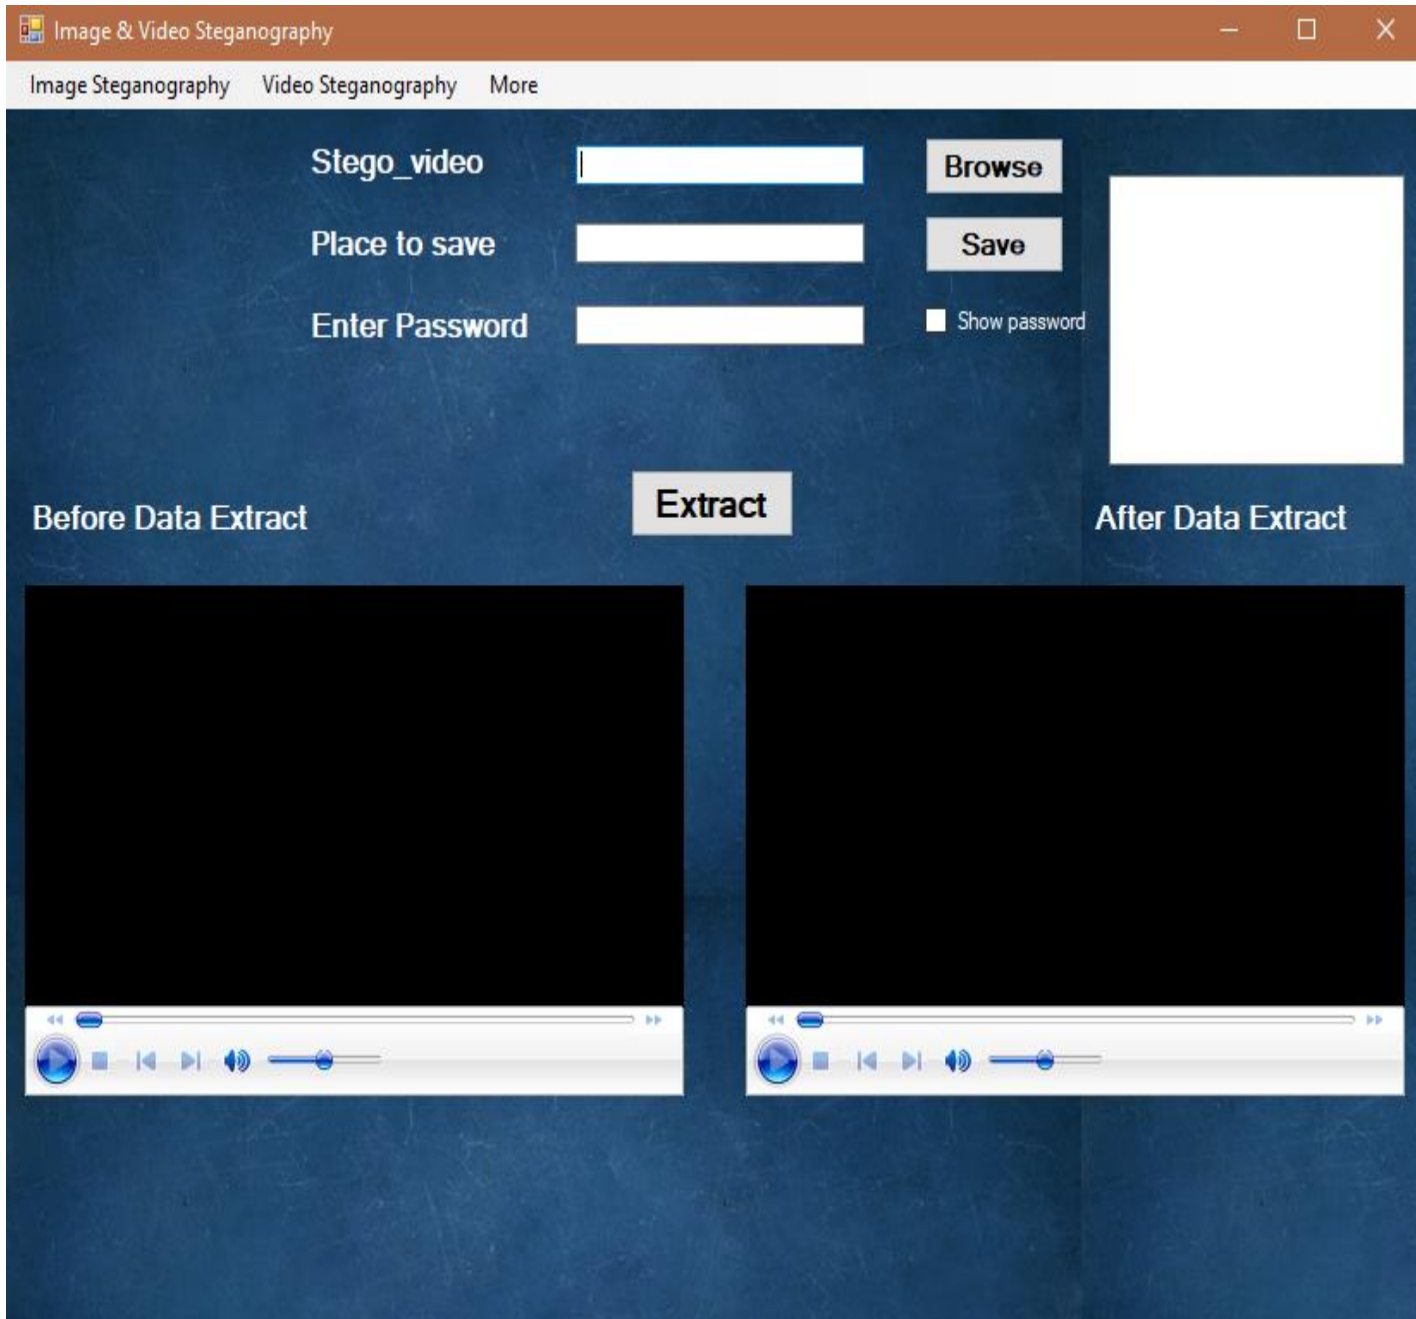 Image & Video Steganography
Image Steganography Video Steganography More
Stego_video Browse
Place to save Save
Enter Password Show password
Extract
Before Data Extract After Data Extract